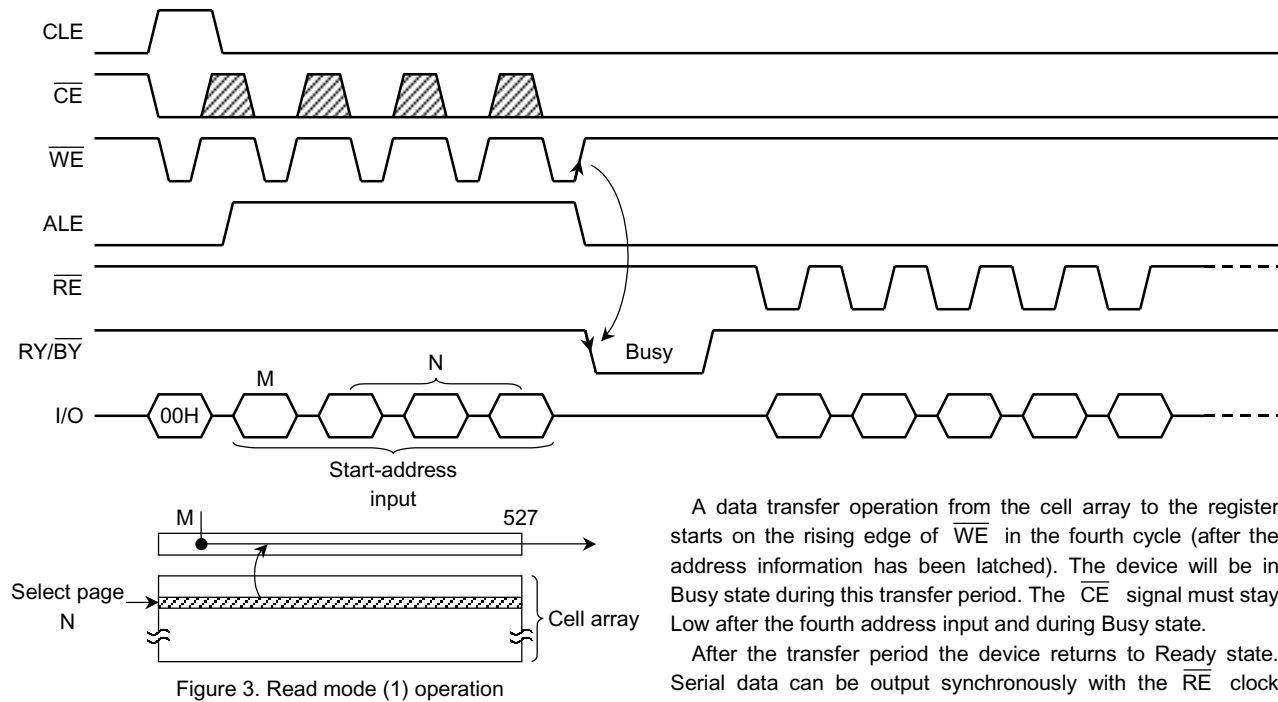 CLE
CE
WE
ALE
RE
RY/BY
Busy
M
N
I/O
00H
Start-address
input
M
527
Select page
N
Cell array
Figure 3. Read mode (1) operation
A data transfer operation from the cell array to the register
starts on the rising edge of WE in the fourth cycle (after the
address information has been latched). The device will be in
Busy state during this transfer period. The CE signal must stay
Low after the fourth address input and during Busy state.
After the transfer period the device returns to Ready state.
Serial data can be output synchronously with the RE clock